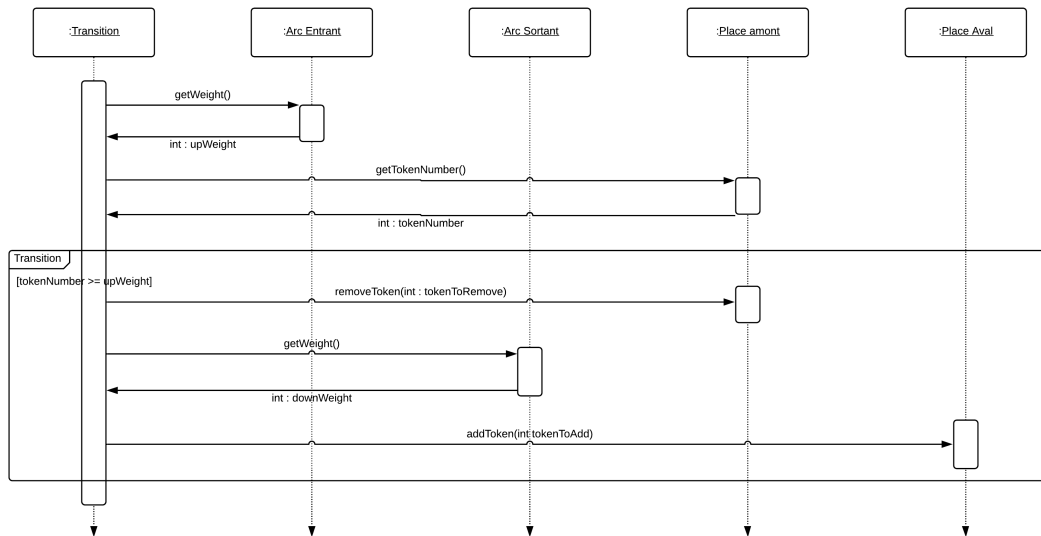 :Transition
:Arc Entrant
:Arc Sortant
:Place amont
:Place Aval
getWeight()
int : upWeight
getTokenNumber()
int : tokenNumber
Transition
[tokenNumber >= upWeight]
removeToken(int : tokenToRemove)
getWeight()
int : downWeight
addToken(int tokenToAdd)